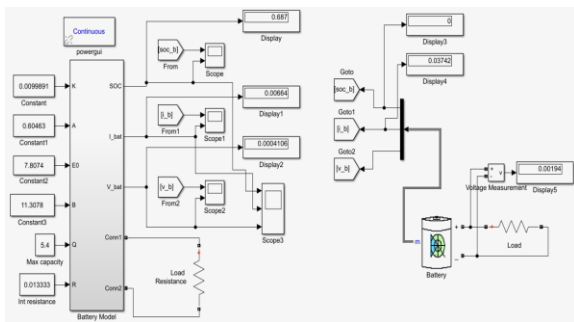 Continuous
powergui
0.0099891
Constant
0.60463
Constant1
7.8074
Constant2
11.3078
Constant3
5.4
Max capacity
0.013333
Int resistance
K
A
E0
B
Q
R
SOC
I_bat
V_bat
Conn1
Conn2
Battery Model
[soc_b]
From
Scope
[i_b]
From1
Scope1
[v_b]
From2
Scope2
Scope3
0.687
Display
0.00664
Display1
0.0004106
Display2
Load
Resistance
0
Display3
0.03742
Display4
Goto
[soc_b]
Goto1
[i_b]
Goto2
[v_b]
m
+
−
Battery
+
-
v
Voltage Measurement
0.00194
Display5
Load